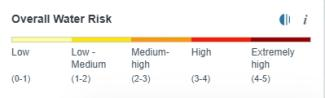 Overall Water Risk i
Low Low - Medium- High Extremely
Medium high high
(0-1) (1-2) (2-3) (3-4) (4-5)